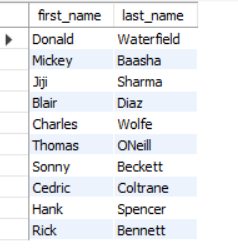 first_name last_name
Donald Waterfield
Mickey Baasha
Jiji Sharma
Blair Diaz
Charles Wolfe
Thomas ONeill
Sonny Beckett
Cedric Coltrane
Hank Spencer
Rick Bennett